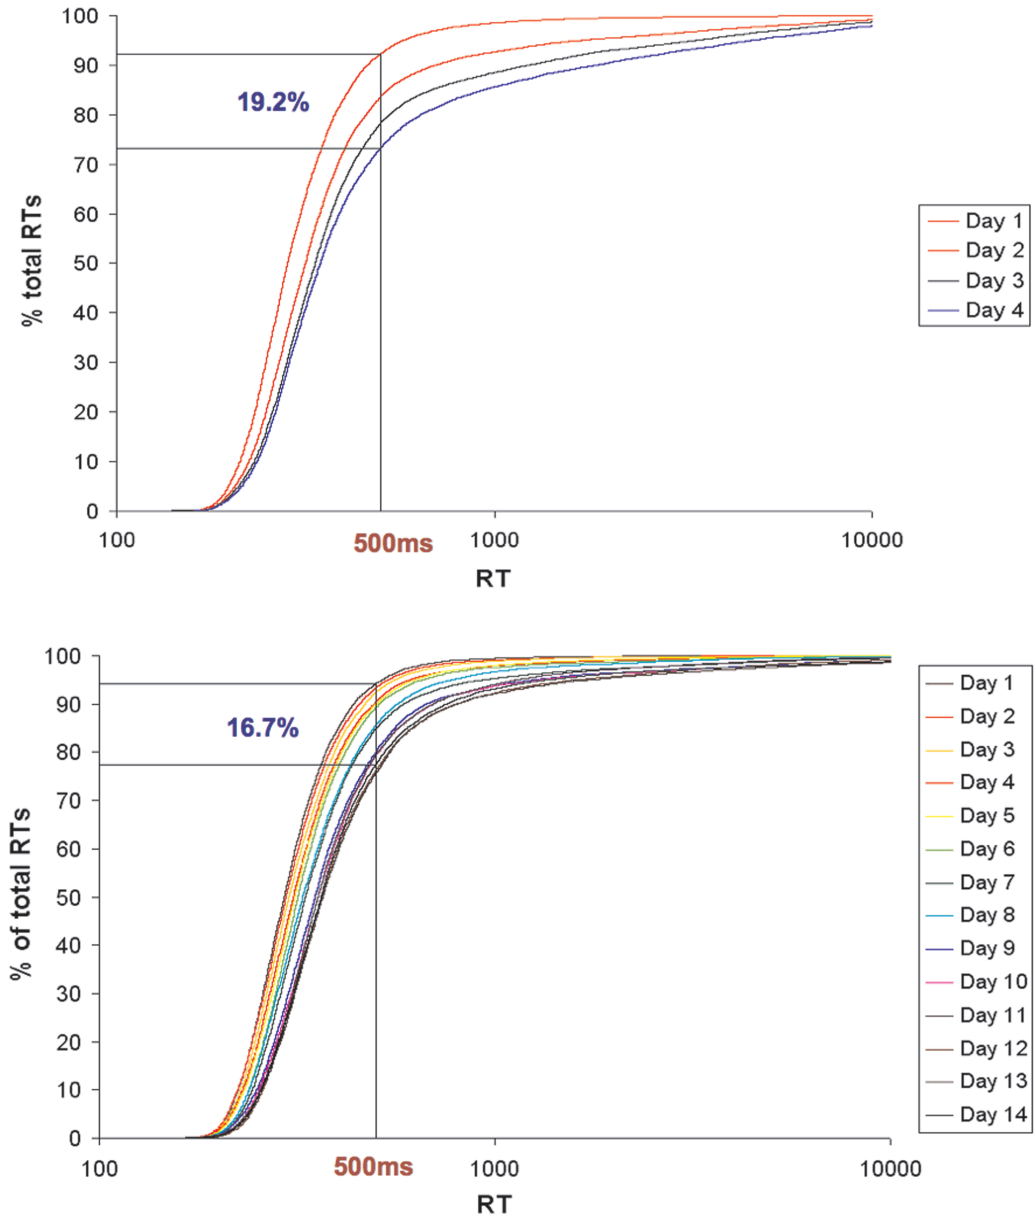 100
90
80
70
60
50
40
30
20
10
0
% total RTs
19.2%
100
500ms
1000
10000
RT
Day 1
Day 2
Day 3
Day 4
100
90
80
70
60
50
40
30
20
10
0
% of total RTs
16.7%
100
500ms
1000
10000
RT
Day 1
Day 2
Day 3
Day 4
Day 5
Day 6
Day 7
Day 8
Day 9
Day 10
Day 11
Day 12
Day 13
Day 14